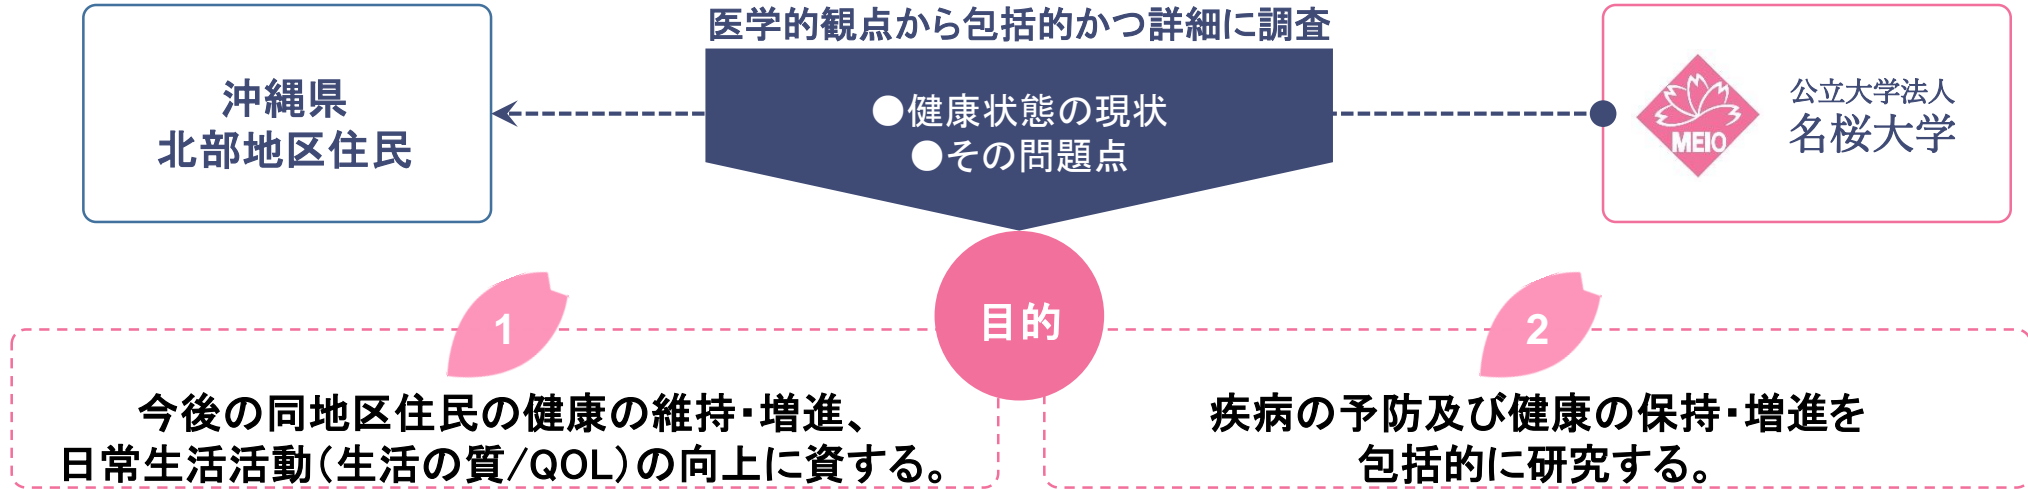 医学的観点から包括的かつ詳細に調査
沖縄県
北部地区住民
●健康状態の現状
●その問題点
MEIO
公立大学法人
名桜大学
目的
1
今後の同地区住民の健康の維持・増進、
日常生活活動(生活の質/QOL)の向上に資する。
2
疾病の予防及び健康の保持・増進を
包括的に研究する。